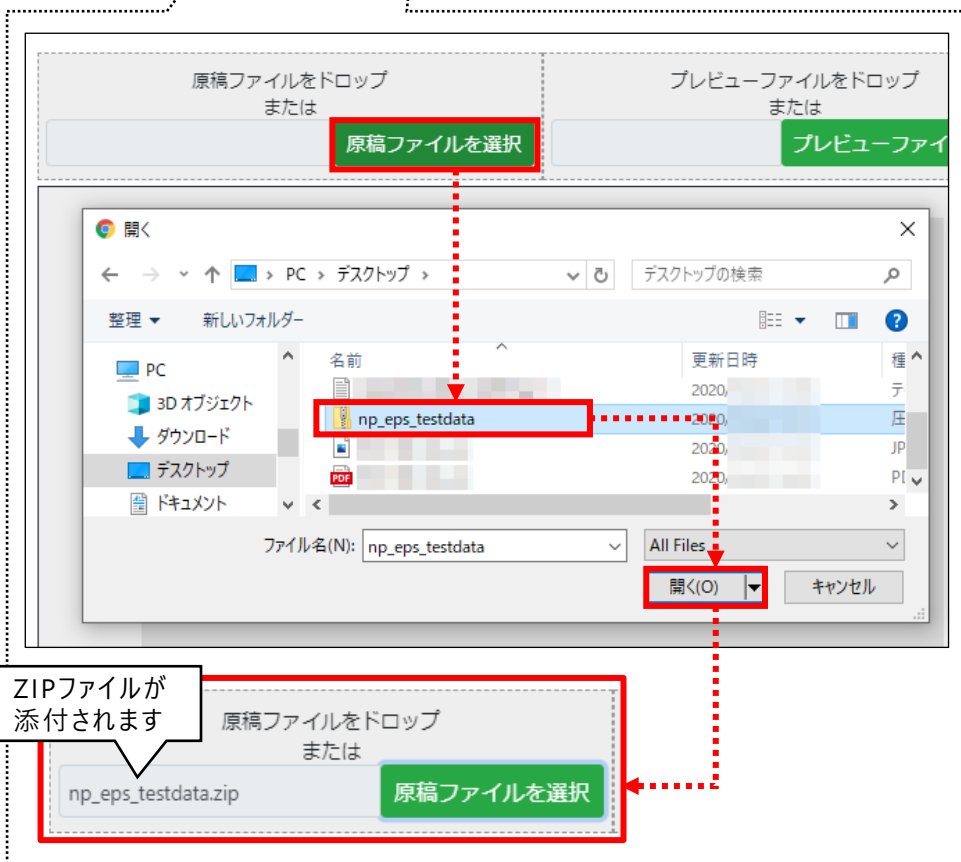 原稿ファイルをドロップ
または
原稿ファイルを選択
プレビューファイルをドロップ
または
プレビューファイ
開く
PC > デスクトップ >
デスクトップの検索
整理
新しいフォルダー
PC
3D オブジェクト
ダウンロード
デスクトップ
ドキュメント
名前
更新日時
種
2020/
テ
np_eps_testdata
2020/
圧
2020/
JP
PDF
2020/
ファイル名(N):
np_eps_testdata
All Files
開く(O)
キャンセル
ZIPファイルが
添付されます
原稿ファイルをドロップ
または
np_eps_testdata.zip
原稿ファイルを選択